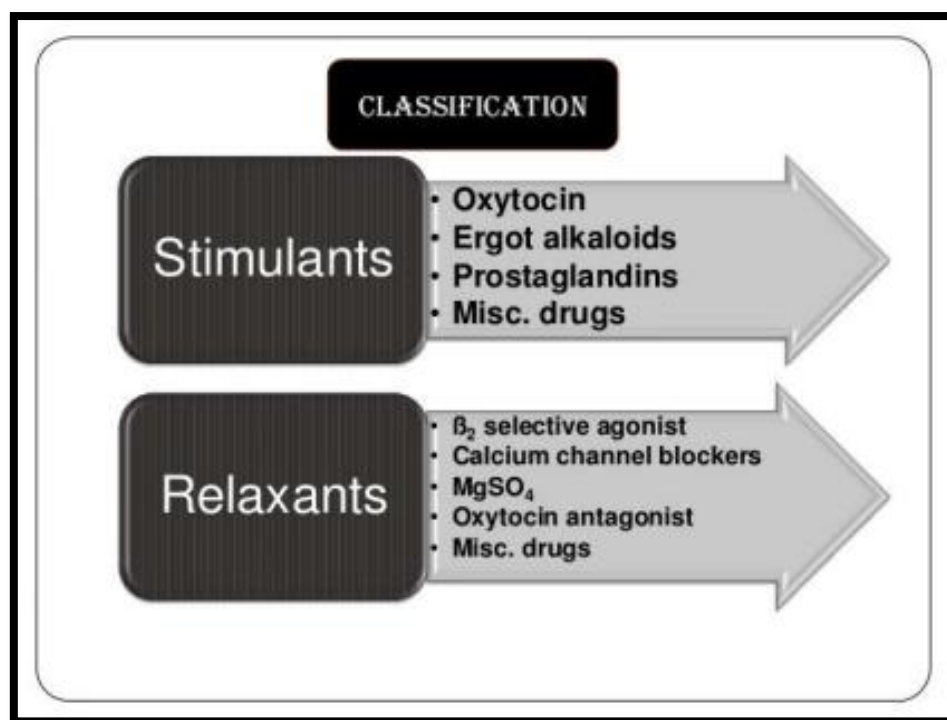 CLASSIFICATION
Stimulants
• Oxytocin
• Ergot alkaloids
• Prostaglandins
• Misc. drugs
Relaxants
• ß₂ selective agonist
• Calcium channel blockers
• MgSO₄
• Oxytocin antagonist
• Misc. drugs